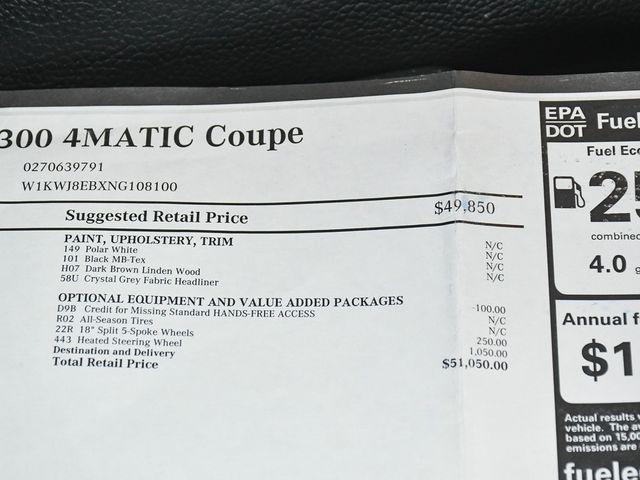 300 4MATIC Coupe
0270639791
W1KWJ8EBXNG108100
Suggested Retail Price $49,850
PAINT, UPHOLSTERY, TRIM
149 Polar White N/C
101 Black MB-Tex N/C
H07 Dark Brown Linden Wood N/C
58U Crystal Grey Fabric Headliner N/C
OPTIONAL EQUIPMENT AND VALUE ADDED PACKAGES
D9B Credit for Missing Standard HANDS-FREE ACCESS -100.00
R02 All-Season Tires N/C
22R 18" Split 5-Spoke Wheels N/C
443 Heated Steering Wheel 250.00
Destination and Delivery 1,050.00
Total Retail Price $51,050.00
EPA
DOT
Fuel
Fuel Eco
2
combined
4.0 g
Annual f
$1
Actual results
vehicle. The av
based on 15,00
emissions are
fuele